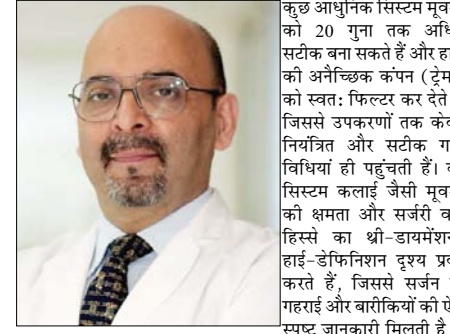 कुछ आधुनिक सिस्टम मूव
को 20 गुना तक अधि
सटीक बना सकते हैं और हा
की अनैच्छिक कंपन (ट्रेम
को स्वत: फिल्टर कर देते
जिससे उपकरणों तक केव
नियंत्रित और सटीक ग
विधियां ही पहुंचती हैं।
सिस्टम कलाई जैसी मूव
की क्षमता और सर्जरी व
हिस्से का थ्री-डायमेंशन
हाई-डेफिनिशन दृश्य प्र
करते हैं, जिससे सर्जन
गहराई और बारीकियों की ऐ
स्पष्ट जानकारी मिलती है